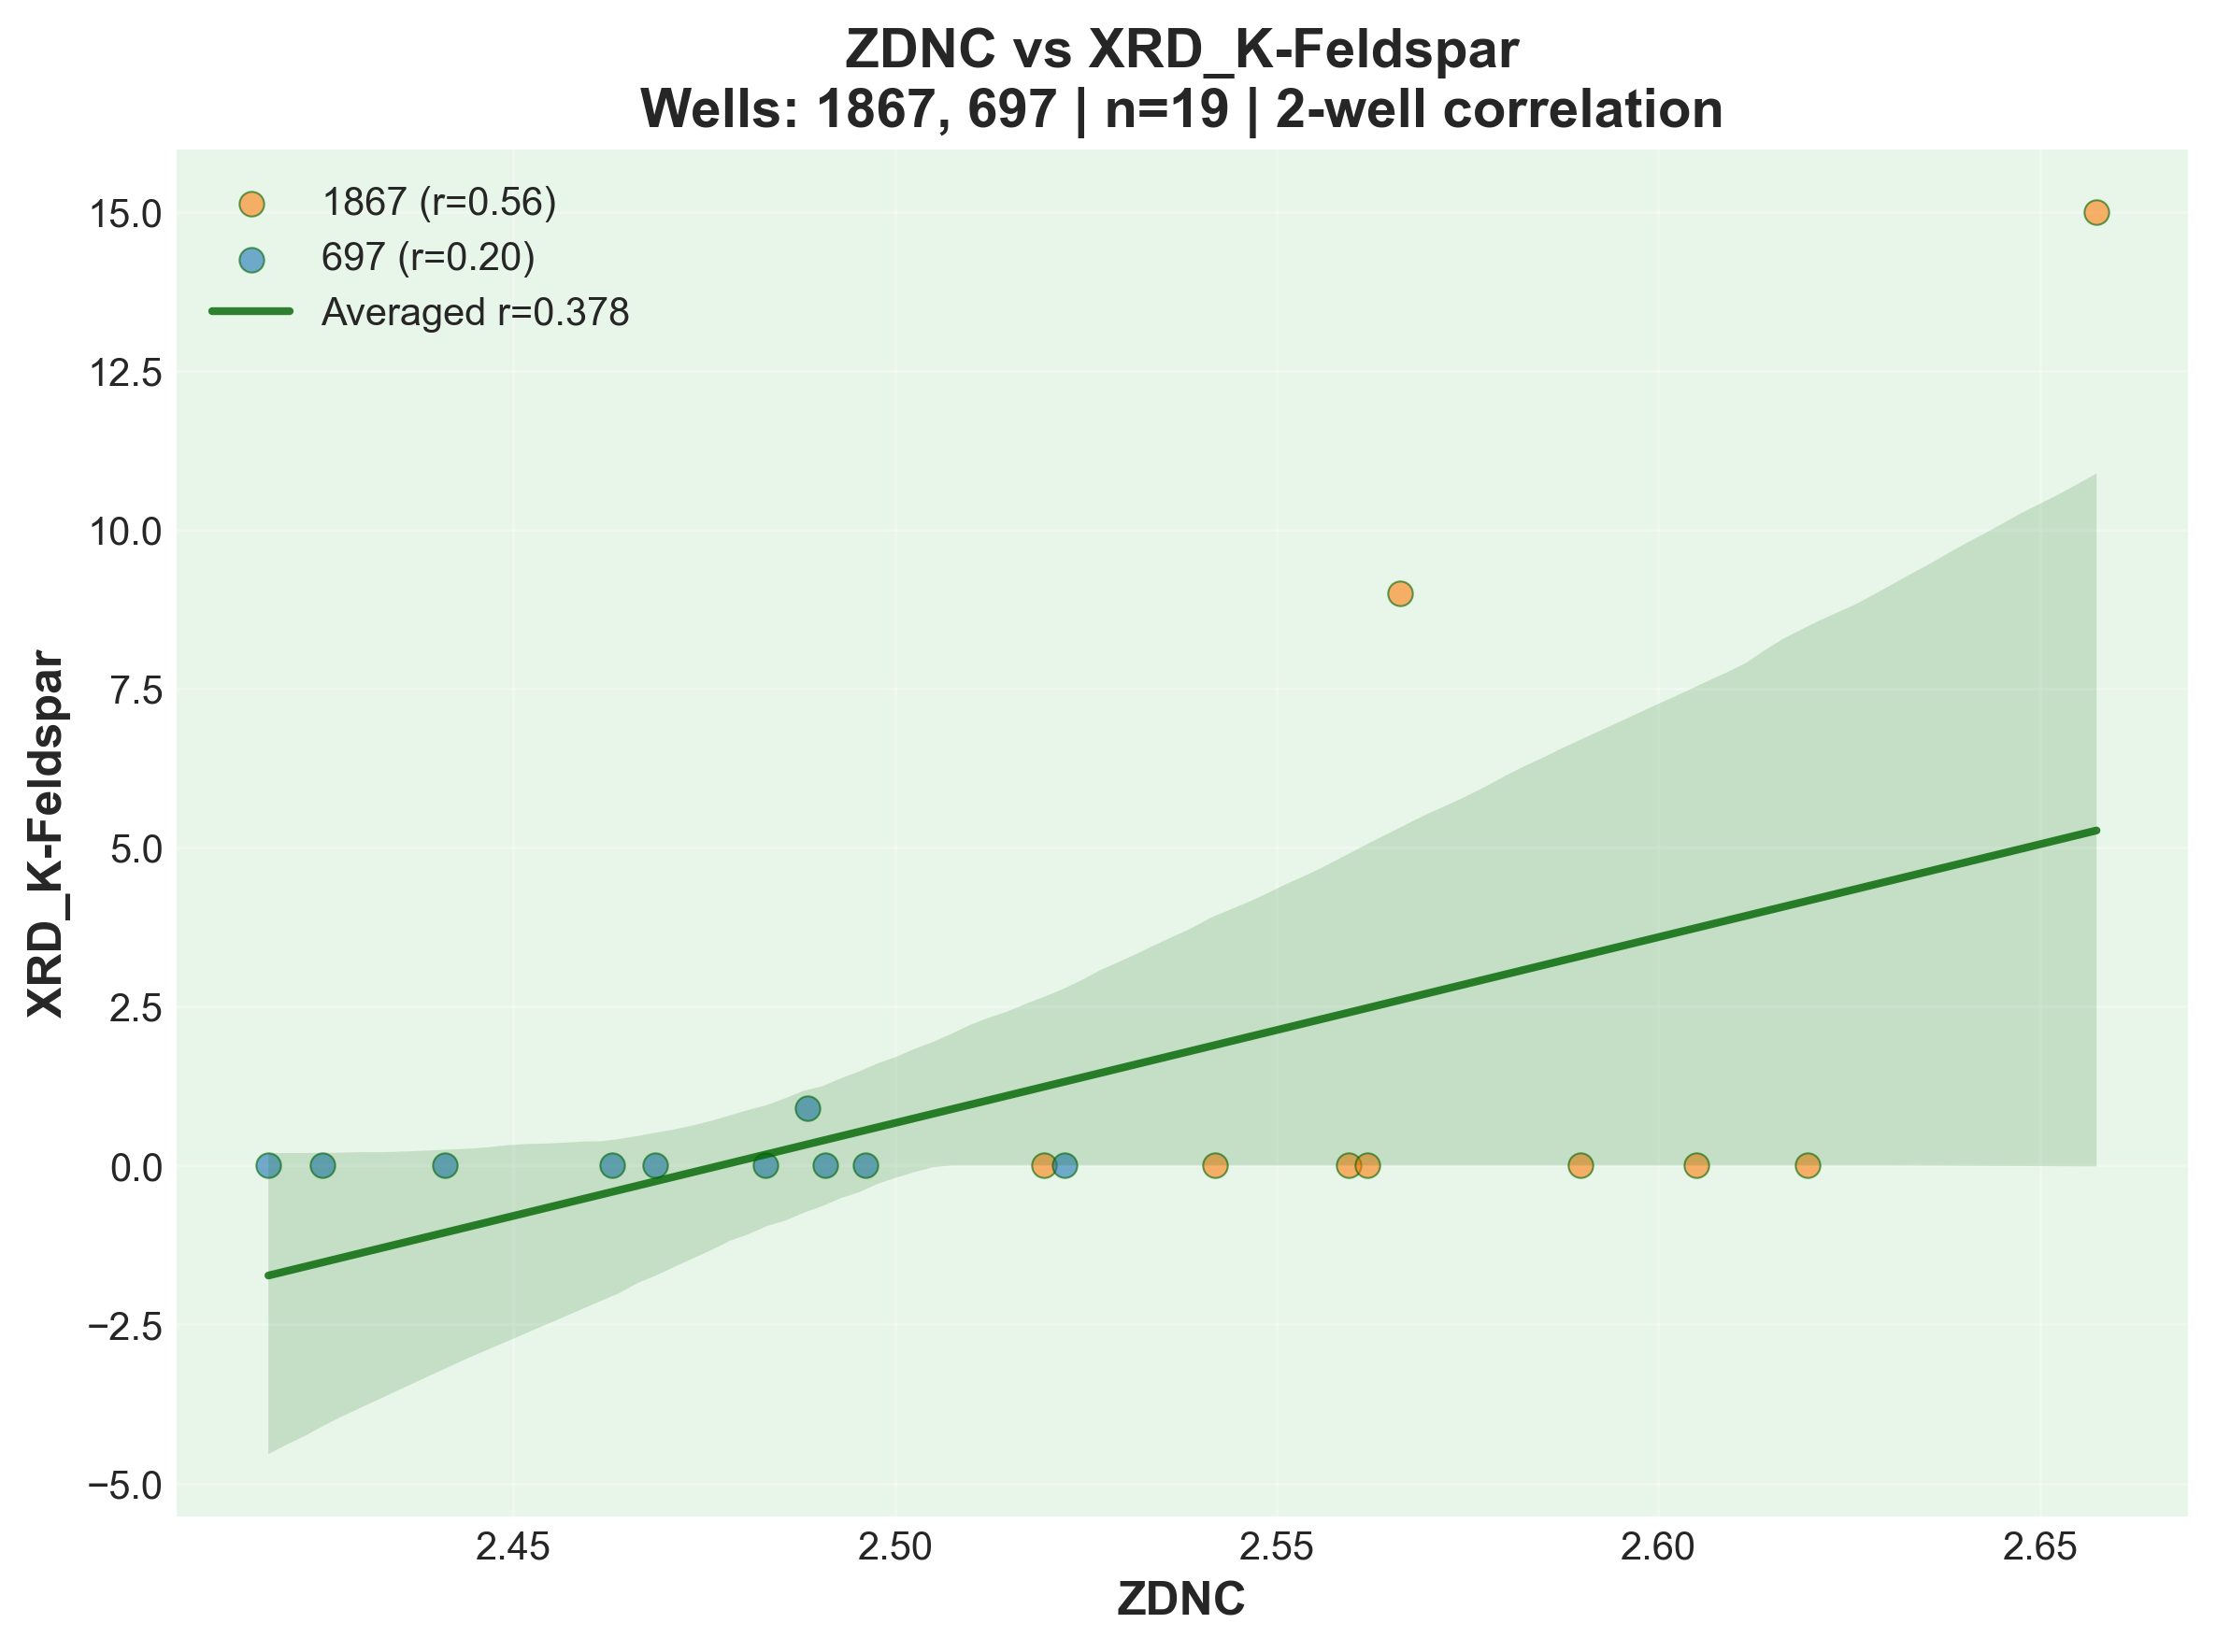 ZDNC vs XRD_K-Feldspar
Wells: 1867, 697 | n=19 | 2-well correlation
1867 (r=0.56)
697 (r=0.20)
Averaged r=0.378
15.0
12.5
10.0
7.5
5.0
2.5
0.0
−2.5
−5.0
XRD_K-Feldspar
2.45
2.50
2.55
2.60
2.65
ZDNC